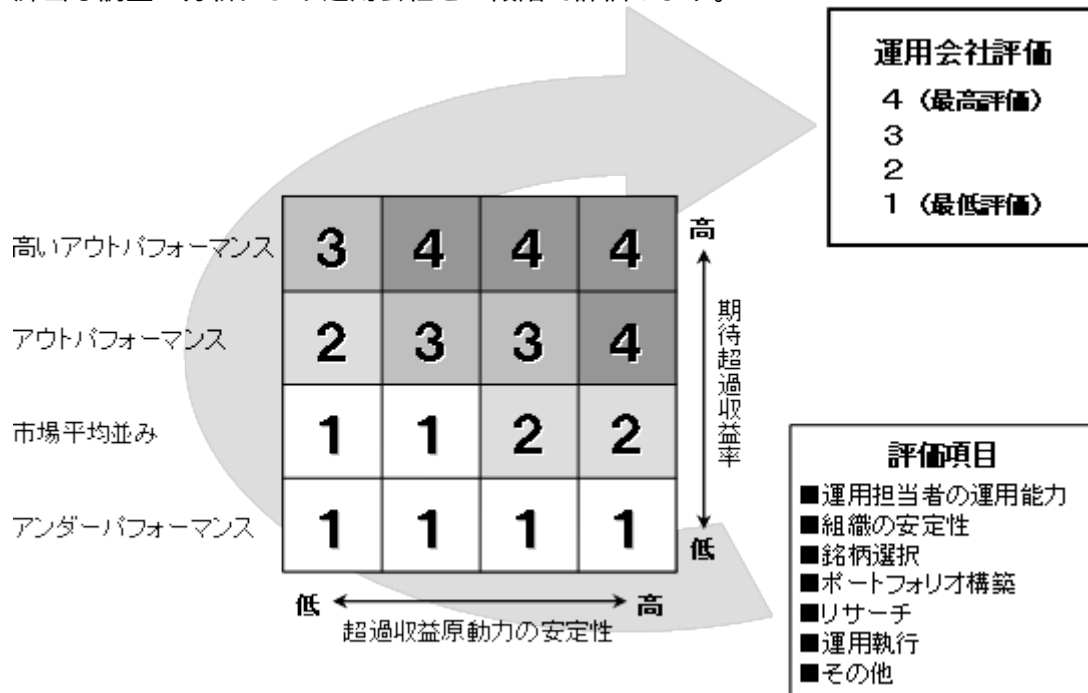 運用会社評価
4 (最高評価)
3
2
1 (最低評価)
高いアウトパフォーマンス 3 4 4 4
アウトパフォーマンス 2 3 3 4
市場平均並み 1 1 2 2
アンダーパフォーマンス 1 1 1 1
高
期待超過収益率
低
低 高
超過収益原動力の安定性
評価項目
■運用担当者の運用能力
■組織の安定性
■銘柄選択
■ポートフォリオ構築
■リサーチ
■運用執行
■その他